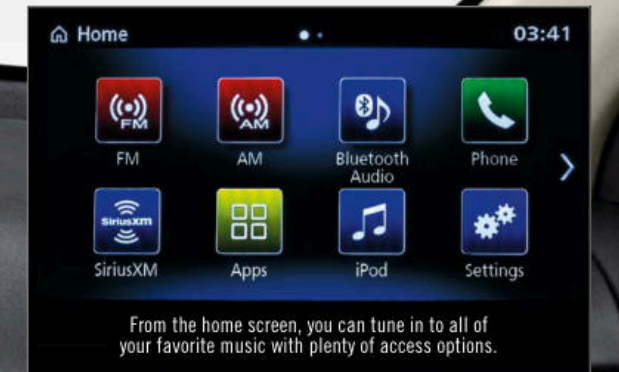 Home 03:41
FM AM Bluetooth Audio Phone
FM
AM
SiriusXM
SiriusXM Apps iPod Settings
From the home screen, you can tune in to all of
your favorite music with plenty of access options.